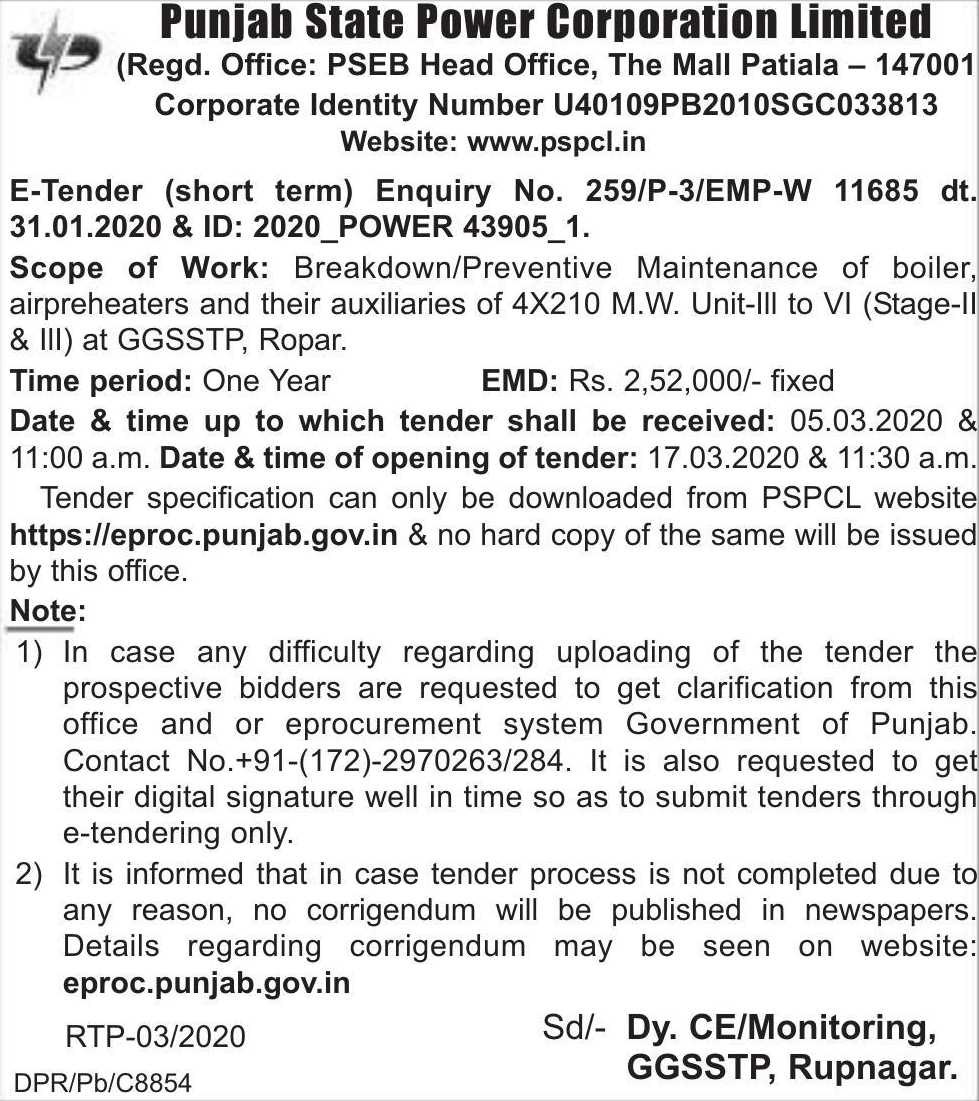 Punjab State Power Corporation Limited
(Regd. Office: PSEB Head Office, The Mall Patiala – 147001
Corporate Identity Number U40109PB2010SGC033813
Website: www.pspcl.in
E-Tender (short term) Enquiry No. 259/P-3/EMP-W 11685 dt.
31.01.2020 & ID: 2020_POWER 43905_1.
Scope of Work: Breakdown/Preventive Maintenance of boiler,
airpreheaters and their auxiliaries of 4X210 M.W. Unit-III to VI (Stage-II
& III) at GGSSTP, Ropar.
Time period: One Year EMD: Rs. 2,52,000/- fixed
Date & time up to which tender shall be received: 05.03.2020 &
11:00 a.m. Date & time of opening of tender: 17.03.2020 & 11:30 a.m.
Tender specification can only be downloaded from PSPCL website
https://eproc.punjab.gov.in & no hard copy of the same will be issued
by this office.
Note:
1) In case any difficulty regarding uploading of the tender the
prospective bidders are requested to get clarification from this
office and or eprocurement system Government of Punjab.
Contact No.+91-(172)-2970263/284. It is also requested to get
their digital signature well in time so as to submit tenders through
e-tendering only.
2) It is informed that in case tender process is not completed due to
any reason, no corrigendum will be published in newspapers.
Details regarding corrigendum may be seen on website:
eproc.punjab.gov.in
RTP-03/2020 Sd/- Dy. CE/Monitoring,
GGSSTP, Rupnagar.
DPR/Pb/C8854